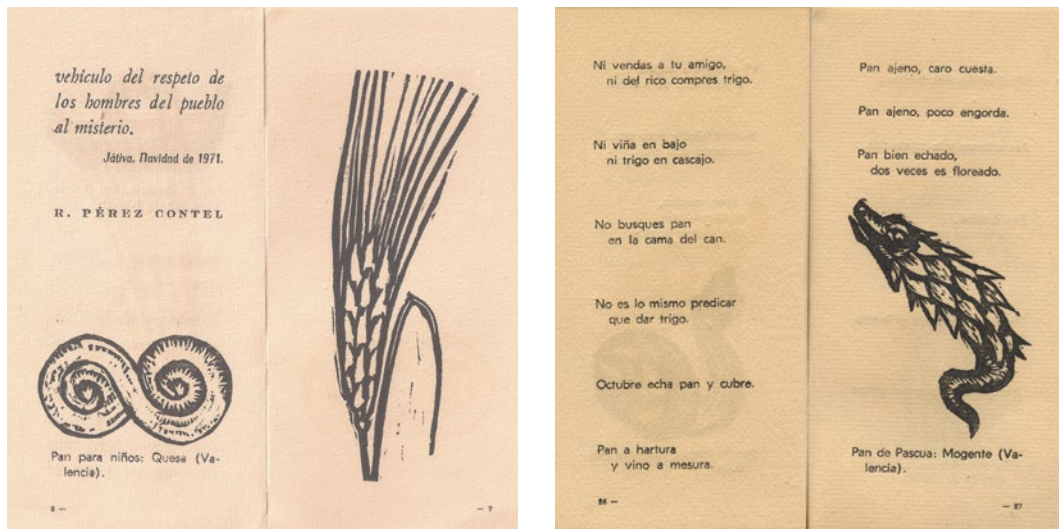 vehículo del respeto de
los hombres del pueblo
al misterio.
Játiva, Navidad de 1971.
R. PÉREZ CONTEL
Pan para niños: Quesa (Va-
lencia).
8 —
— 9
Ni vendas a tu amigo,
ni del rico compres trigo.
Ni viña en bajo
ni trigo en cascajo.
No busques pan
en la cama del can.
No es lo mismo predicar
que dar trigo.
Octubre echa pan y cubre.
Pan a hartura
y vino a mesura.
26 —
Pan ajeno, caro cuesta.
Pan ajeno, poco engorda.
Pan bien echado,
dos veces es floreado.
Pan de Pascua: Mogente (Va-
lencia).
— 27